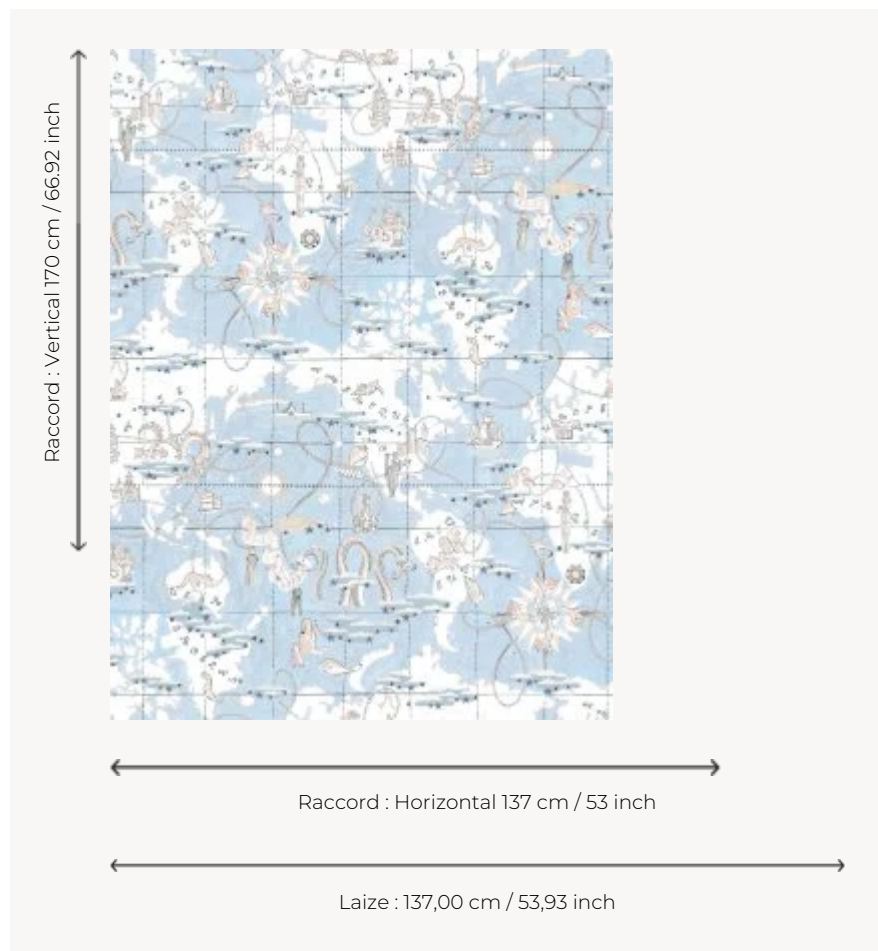 Raccord : Vertical 170 cm / 66.92 inch
Raccord : Horizontal 137 cm / 53 inch
Laize : 137,00 cm / 53,93 inch